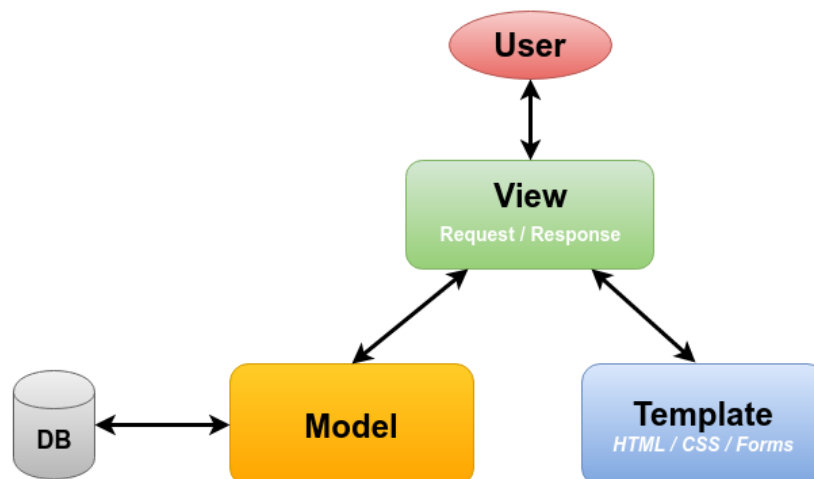 User
View
Request / Response
DB
Model
Template
HTML / CSS / Forms